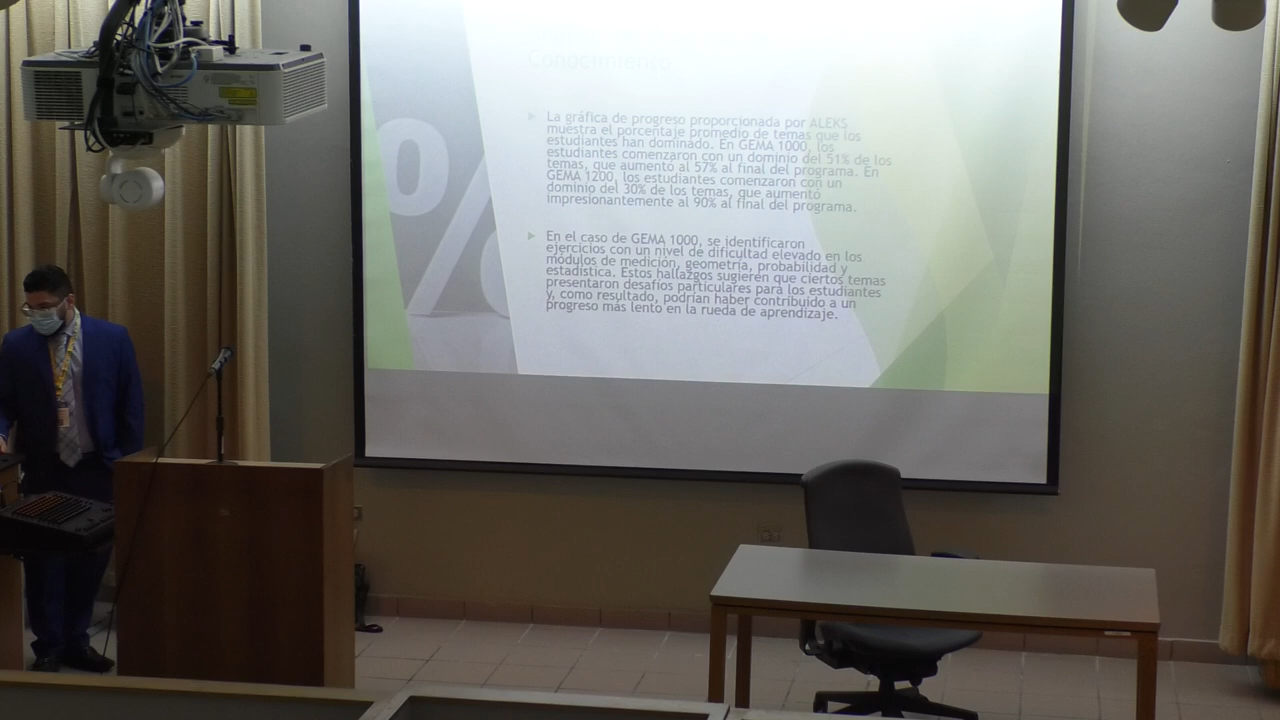 Conocimiento
La gráfica de progreso proporcionada por ALEKS
muestra el porcentaje promedio de temas que los
estudiantes han dominado. En GEMA 1000, los
estudiantes comenzaron con un dominio del 51% de los
temas, que aumentó al 57% al final del programa. En
GEMA 1200, los estudiantes comenzaron con un
dominio del 30% de los temas, que aumentó
impresionantemente al 90% al final del programa.
En el caso de GEMA 1000, se identificaron
ejercicios con un nivel de dificultad elevado en los
módulos de medición, geometría, probabilidad y
estadística. Estos hallazgos sugieren que ciertos temas
presentaron desafíos particulares para los estudiantes
y, como resultado, podrían haber contribuido a un
progreso más lento en la rueda de aprendizaje.
%